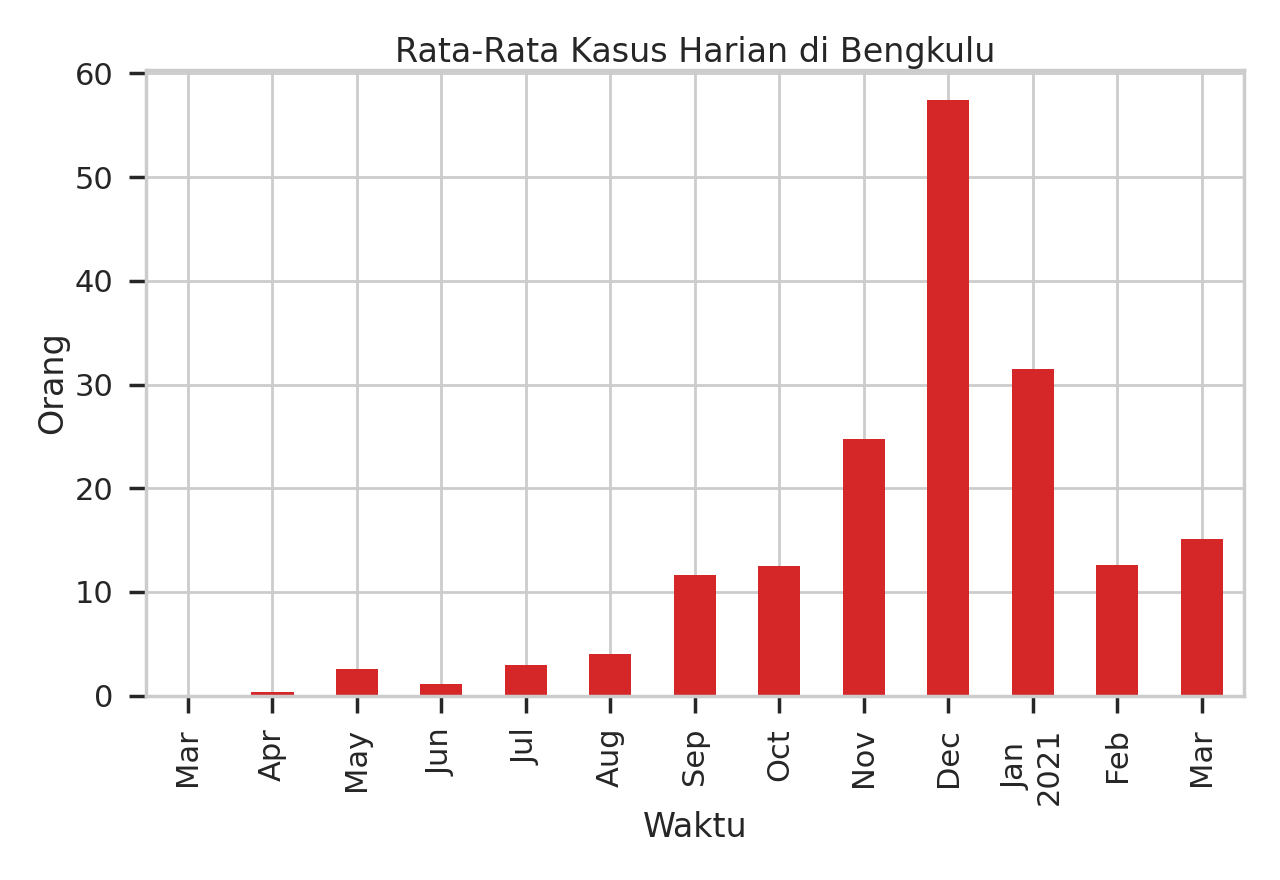 Rata-Rata Kasus Harian di Bengkulu
60
50
40
30
20
10
0
Orang
Mar
Apr
May
Jun
Jul
Aug
Sep
Oct
Nov
Dec
Jan
2021
Feb
Mar
Waktu